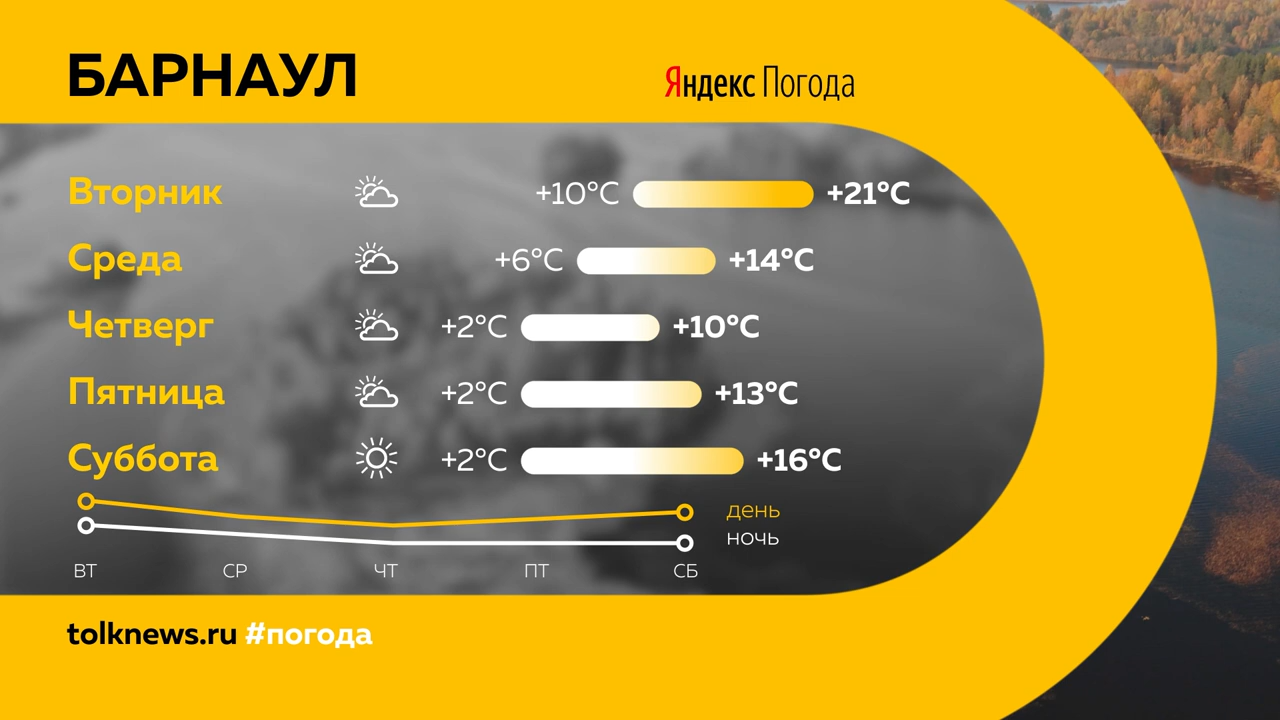 БАРНАУЛ
Яндекс Погода
Вторник +10°C +21°C
Среда +6°C +14°C
Четверг +2°C +10°C
Пятница +2°C +13°C
Суббота +2°C +16°C
день
ночь
ВТ СР ЧТ ПТ СБ
tolknews.ru #погода